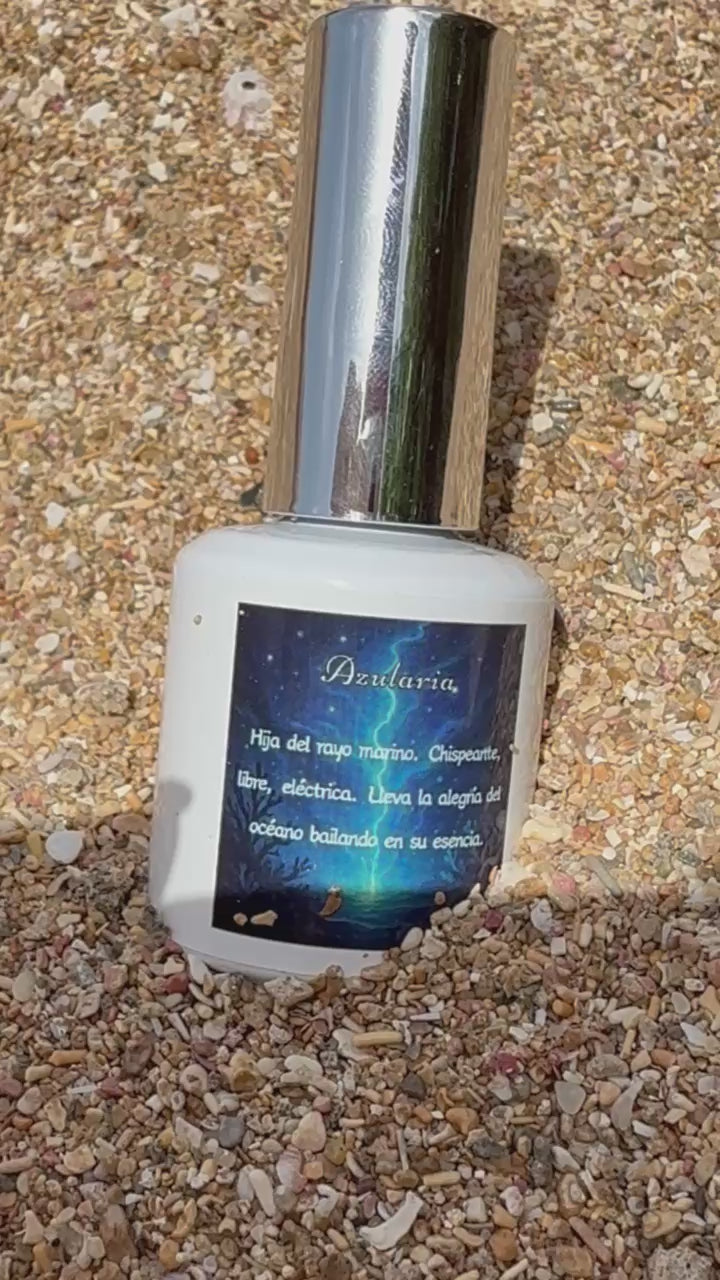 Azularia
Hija del rayo marino. Chispeante,
libre, eléctrica. Lleva la alegría del
océano bailando en su esencia.